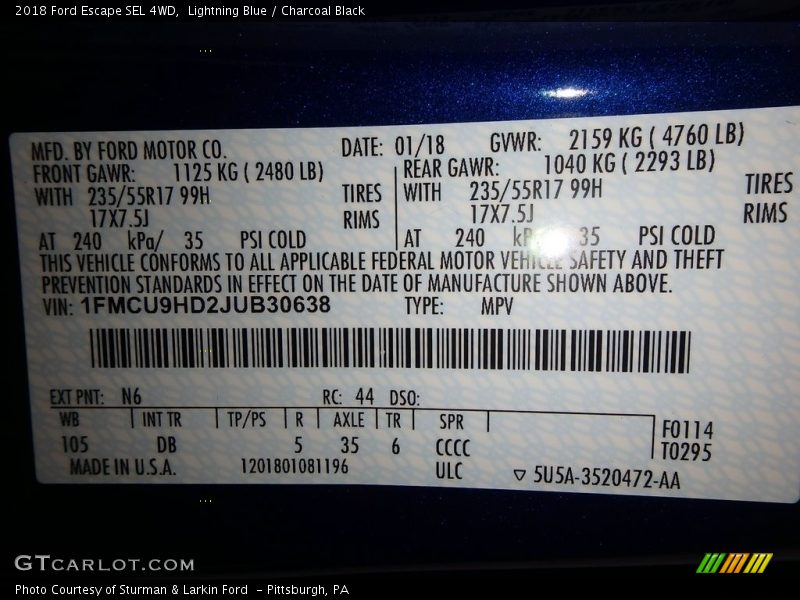 2018 Ford Escape SEL 4WD,  Lightning Blue / Charcoal Black
MFD. BY FORD MOTOR CO. DATE: 01/18 GVWR: 2159 KG ( 4760 LB)
FRONT GAWR: 1125 KG ( 2480 LB) REAR GAWR: 1040 KG ( 2293 LB)
WITH 235/55R17 99H TIRES WITH 235/55R17 99H TIRES
17X7.5J RIMS 17X7.5J RIMS
AT 240 kPa/ 35 PSI COLD AT 240 35 PSI COLD
THIS VEHICLE CONFORMS TO ALL APPLICABLE FEDERAL MOTOR VEHICLE SAFETY AND THEFT
PREVENTION STANDARDS IN EFFECT ON THE DATE OF MANUFACTURE SHOWN ABOVE.
VIN: 1FMCU9HD2JUB30638 TYPE: MPV
EXT PNT: N6 RC: 44 DSO:
WB INT TR TP/PS R AXLE TR SPR F0114
105 DB 5 35 6 CCCC T0295
MADE IN U.S.A. 1201801081196 ULC ▽ 5U5A-3520472-AA
GTCARLOT.COM
Photo Courtesy of Sturman & Larkin Ford  - Pittsburgh, PA